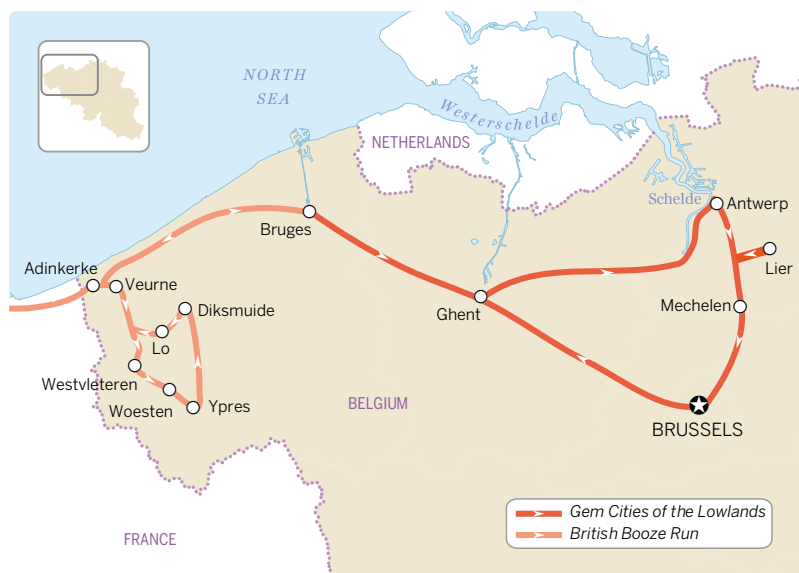 NORTH
SEA
Westerschelde
NETHERLANDS
Schelde
Antwerp
Bruges
Lier
Adinkerke
Veurne
Diksmuide
Ghent
Mechelen
Lo
Westvleteren
Woesten
Ypres
BELGIUM
BRUSSELS
FRANCE
Gem Cities of the Lowlands
British Booze Run